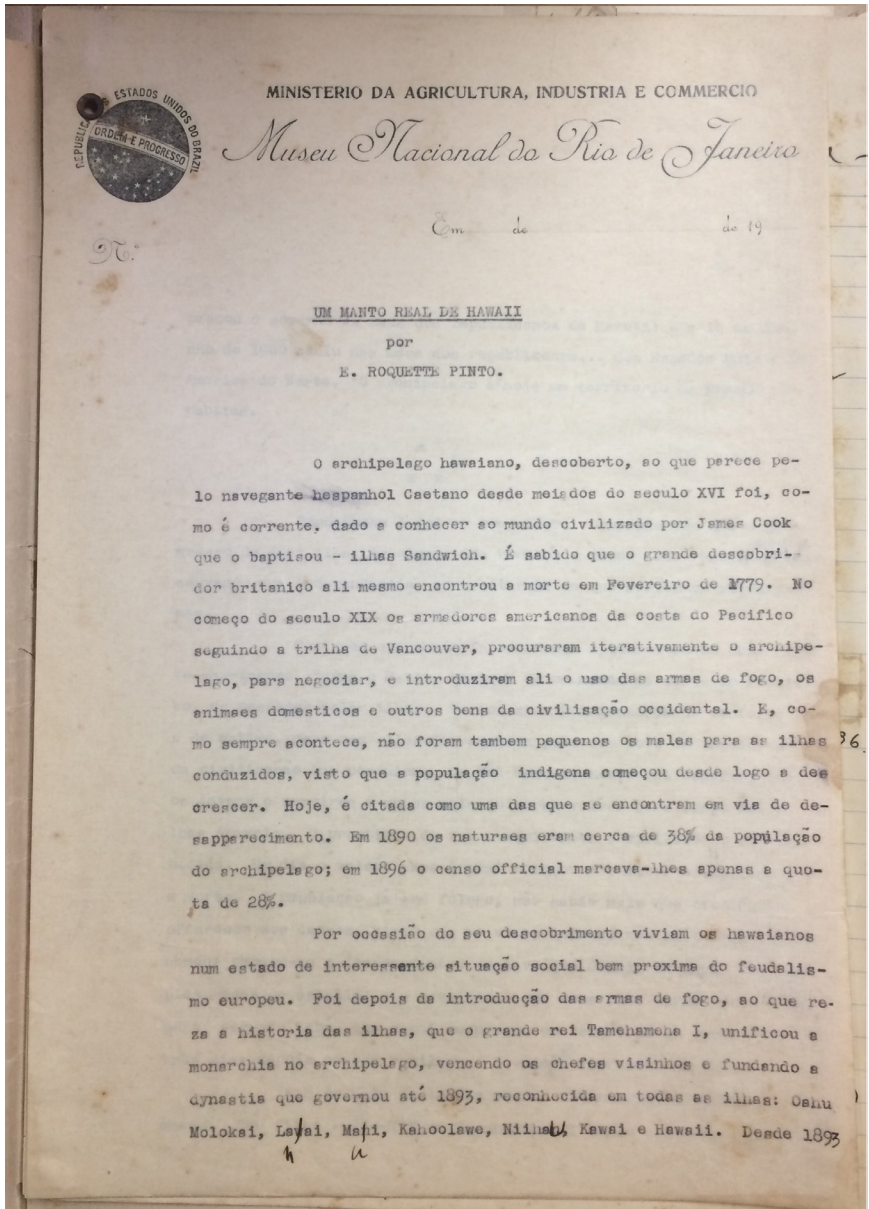 REPUBLICA DOS ESTADOS UNIDOS DO BRAZIL
ORDEM E PROGRESSO
MINISTERIO DA AGRICULTURA, INDUSTRIA E COMMERCIO
Museu Nacional do Rio de Janeiro
Em de de 19
N.º
UM MANTO REAL DE HAWAII
por
E. ROQUETTE PINTO.
O archipelago hawaiano, descoberto, ao que parece pe-
lo navegante hespanhol Caetano desde meiados do seculo XVI foi, co-
mo é corrente, dado a conhecer ao mundo civilizado por James Cook
que o baptisou - ilhas Sandwich. É sabido que o grande descobri-
dor britanico ali mesmo encontrou a morte em Fevereiro de 1779. No
começo do seculo XIX os armadores americanos da costa do Pacifico
seguindo a trilha de Vancouver, procuraram iterativamente o archipe-
lago, para negociar, e introduziram ali o uso das armas de fogo, os
animaes domesticos e outros bens da civilisação occidental. E, co-
mo sempre acontece, não foram tambem pequenos os males para as ilhas
conduzidos, visto que a população indigena começou desde logo a des
crescer. Hoje, é citada como uma das que se encontram em via de de-
sapparecimento. Em 1890 os naturaes eram cerca de 38% da população
do archipelago; em 1896 o censo official marcava-lhes apenas a quo-
ta de 28%.
Por occasião do seu descobrimento viviam os hawaianos
num estado de interessante situação social bem proxima do feudalis-
mo europeu. Foi depois da introducção das armas de fogo, ao que re-
za a historia das ilhas, que o grande rei Tamehameha I, unificou a
monarchia no archipelago, vencendo os chefes visinhos e fundando a
dynastia que governou até 1893, reconhecida em todas as ilhas: Oahu
Molokai, Lanai, Maui, Kahoolawe, Niihau, Kawai e Hawaii. Desde 1893
36